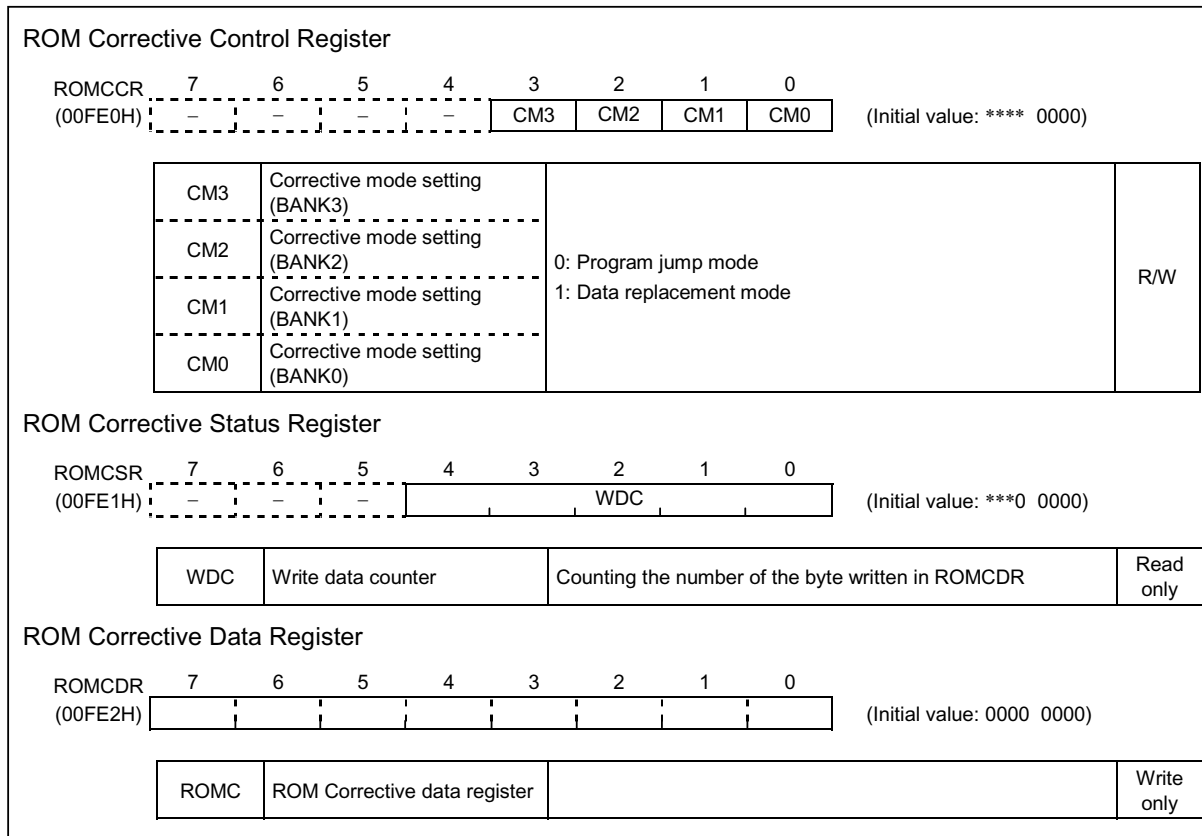 ROM Corrective Control Register
ROMCCR 7 6 5 4 3 2 1 0
(00FE0H) – – – – CM3 CM2 CM1 CM0 (Initial value: **** 0000)
CM3 Corrective mode setting
(BANK3)
CM2 Corrective mode setting
(BANK2)
CM1 Corrective mode setting
(BANK1)
CM0 Corrective mode setting
(BANK0)
0: Program jump mode
1: Data replacement mode
R/W
ROM Corrective Status Register
ROMCSR 7 6 5 4 3 2 1 0
(00FE1H) – – – WDC (Initial value: ***0 0000)
WDC Write data counter Counting the number of the byte written in ROMCDR Read
only
ROM Corrective Data Register
ROMCDR 7 6 5 4 3 2 1 0
(00FE2H) (Initial value: 0000 0000)
ROMC ROM Corrective data register Write
only